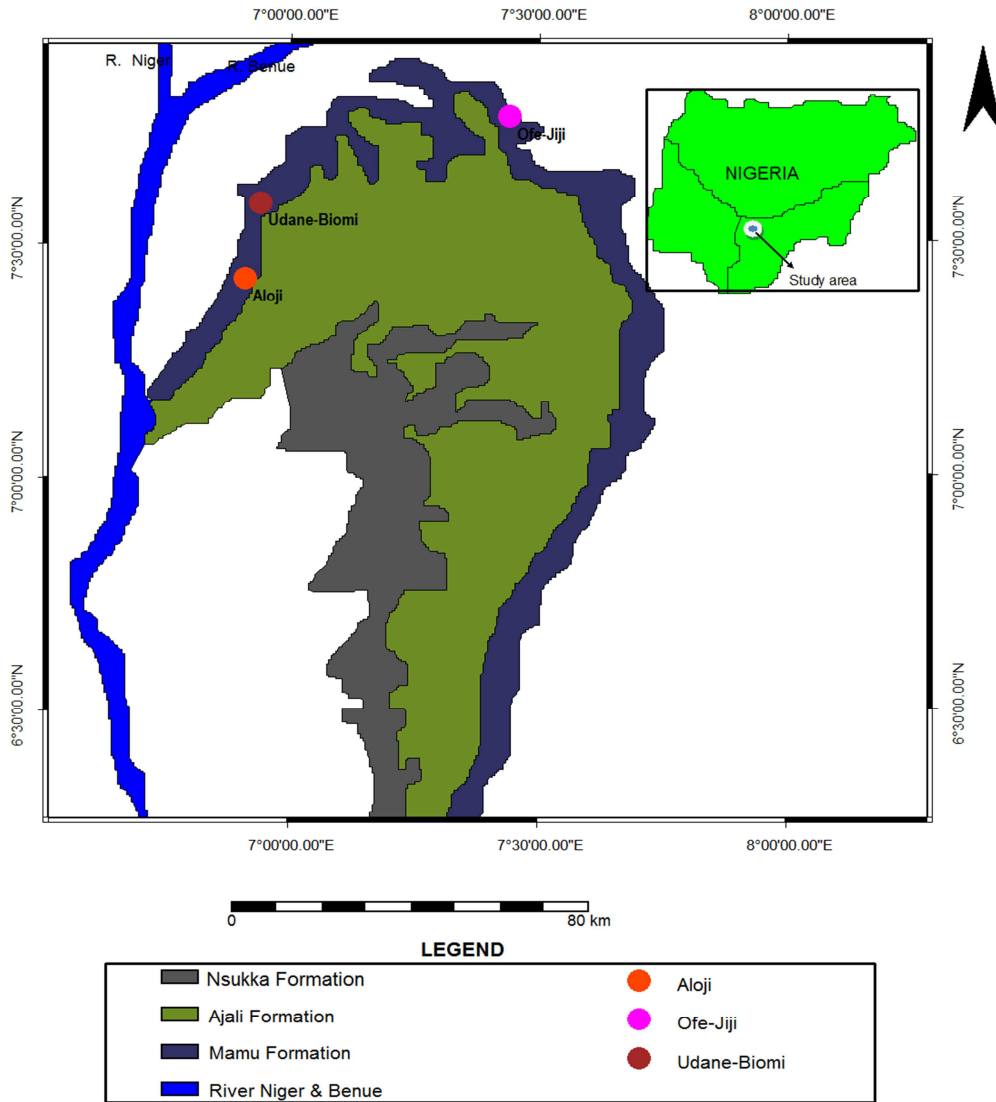 7°00'00.00"E 7°30'00.00"E 8°00'00.00"E
R. Niger
R. Benue
Ofe-Jiji
NIGERIA
Study area
Udane-Biomi
Aloji
7°30'00.00"N
7°30'00.00"N
7°00'00.00"N
7°00'00.00"N
6°30'00.00"N
6°30'00.00"N
7°00'00.00"E 7°30'00.00"E 8°00'00.00"E
0 80 km
LEGEND
Nsukka Formation
Ajali Formation
Mamu Formation
River Niger & Benue
Aloji
Ofe-Jiji
Udane-Biomi